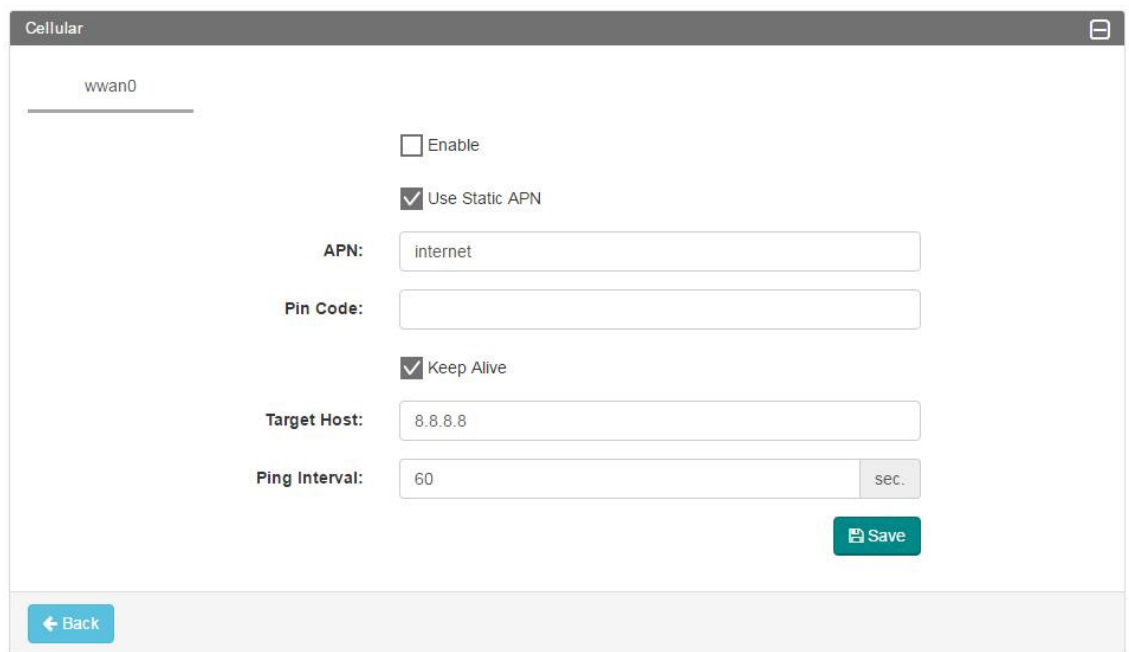 Cellular
wwan0
Enable
Use Static APN
APN: internet
Pin Code:
Keep Alive
Target Host: 8.8.8.8
Ping Interval: 60 sec.
Save
Back